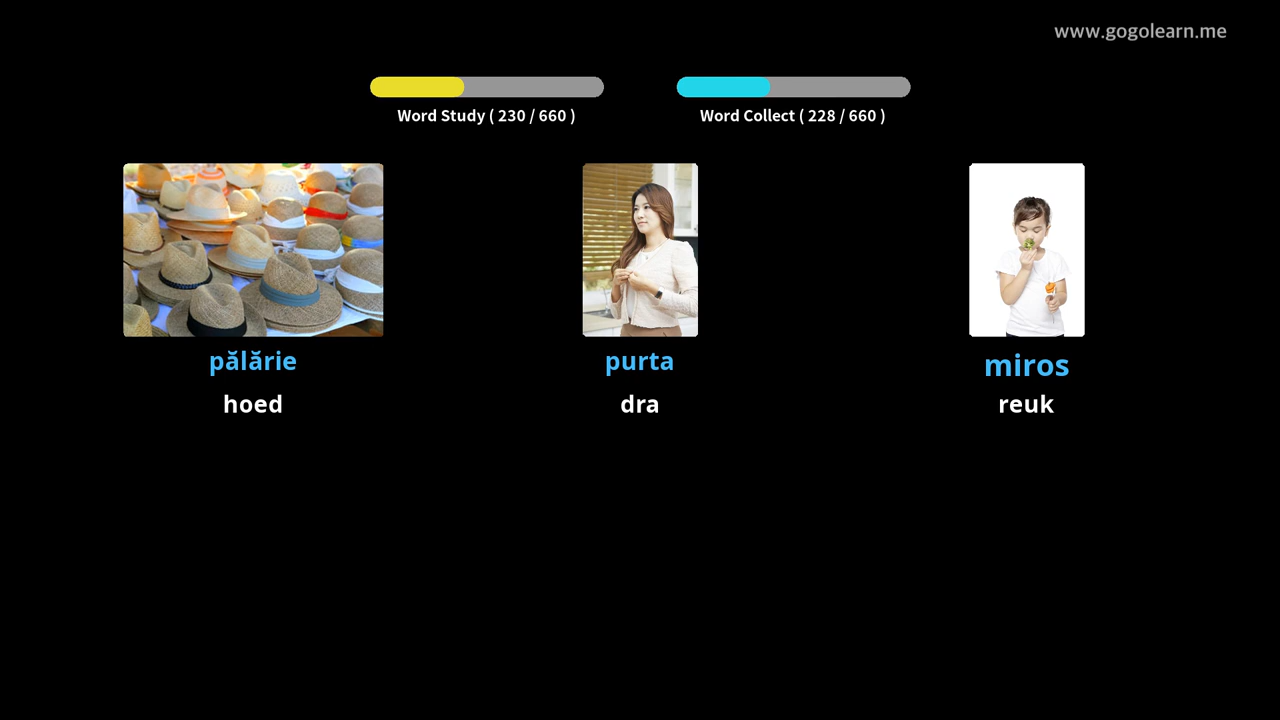 www.gogolearn.me
Word Study ( 230 / 660 )
Word Collect ( 228 / 660 )
pălărie
purta
miros
hoed
dra
reuk